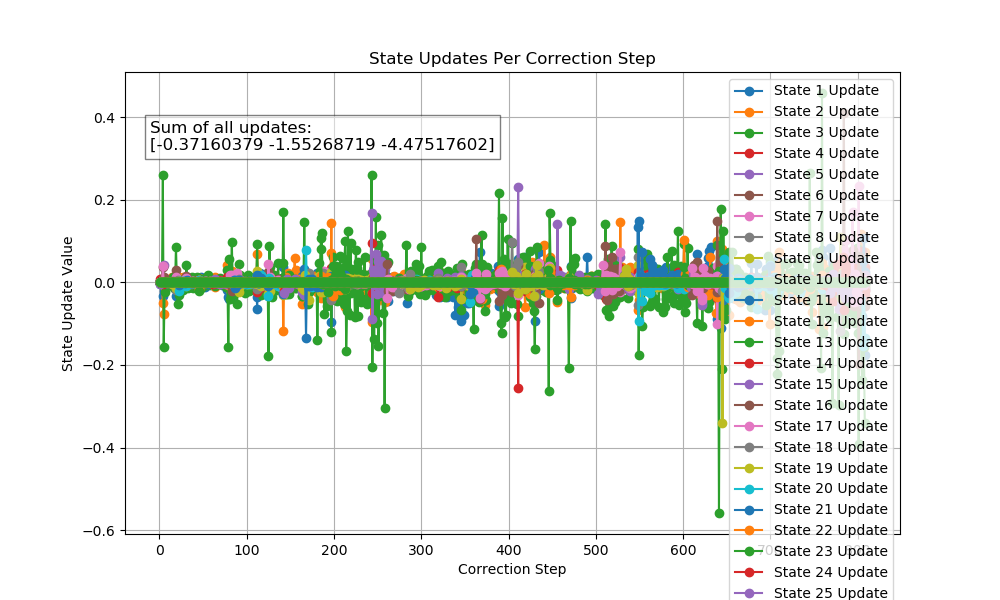 State Updates Per Correction Step
Sum of all updates:
[-0.37160379 -1.55268719 -4.47517602]
State Update Value
0.4
0.2
0.0
−0.2
−0.4
−0.6
0
100
200
300
400
500
600
Correction Step
State 1 Update
State 2 Update
State 3 Update
State 4 Update
State 5 Update
State 6 Update
State 7 Update
State 8 Update
State 9 Update
State 10 Update
State 11 Update
State 12 Update
State 13 Update
State 14 Update
State 15 Update
State 16 Update
State 17 Update
State 18 Update
State 19 Update
State 20 Update
State 21 Update
State 22 Update
State 23 Update
State 24 Update
State 25 Update